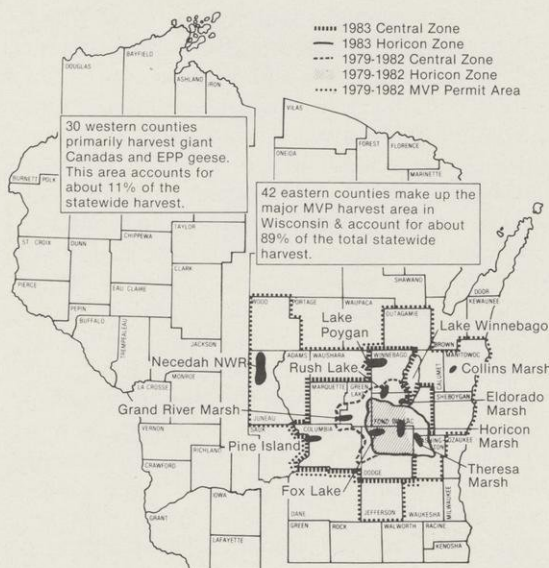 1983 Central Zone
1983 Horicon Zone
1979-1982 Central Zone
1979-1982 Horicon Zone
1979-1982 MVP Permit Area
BAYFIELD
DOUGLAS
ASHLAND
IRON
VILAS
30 western counties
primarily harvest giant
Canadas and EPP geese.
This area accounts for
about 11% of the
statewide harvest.
FOREST
FLORENCE
ONEIDA
MARINETTE
BURNETT
POLK
42 eastern counties make up the
major MVP harvest area in
Wisconsin & account for about
89% of the total statewide
harvest.
TAYLOR
CHIPPEWA
ST. CROIX
DUNN
CLARK
PIERCE
EAU CLAIRE
PEPIN
BUFFALO
TREMPEALEAU
JACKSON
WOOD
PORTAGE
WAUPACA
SHAWANO
OUTAGAMIE
DOOR
KEWAUNEE
BROWN
Lake
Poygan
Lake Winnebago
Necedah NWR
ADAMS
WAUSHARA
WINNEBAGO
MANITOWOC
CALUMET
Rush Lake
Collins Marsh
LA CROSSE
MONROE
JUNEAU
MARQUETTE
GREEN
LAKE
SHEBOYGAN
Eldorado
Marsh
Grand River Marsh
FOND DU LAC
Horicon
Marsh
VERNON
SAUK
COLUMBIA
OZAUKEE
Pine Island
RICHLAND
CRAWFORD
DODGE
Theresa
Marsh
Fox Lake
IOWA
DANE
JEFFERSON
WAUKESHA
MILWAUKEE
GRANT
LAFAYETTE
GREEN
ROCK
WALWORTH
RACINE
KENOSHA